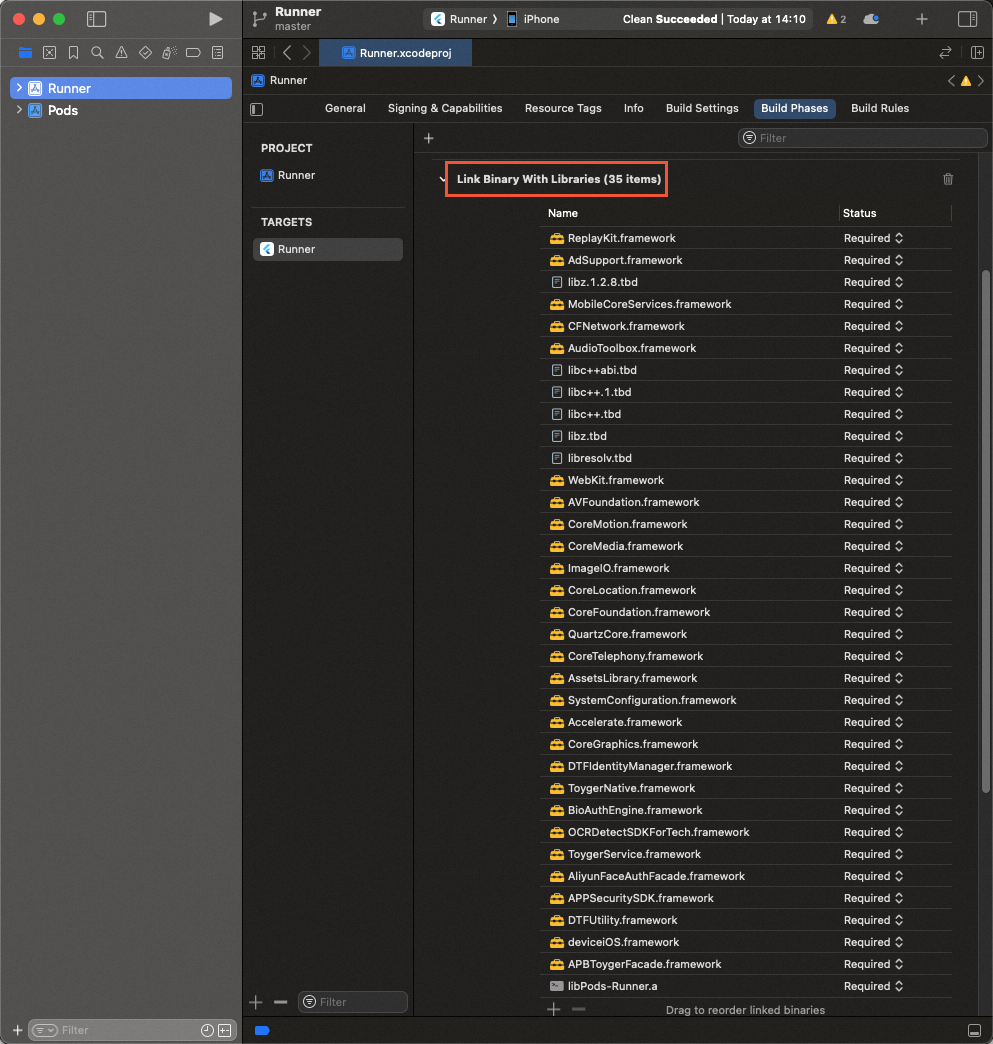 Runner
master
Runner
iPhone
Clean Succeeded | Today at 14:10
2
Runner.xcodeproj
Runner
Pods
Runner
General
Signing & Capabilities
Resource Tags
Info
Build Settings
Build Phases
Build Rules
PROJECT
Runner
TARGETS
Runner
Filter
Link Binary With Libraries (35 items)
Name Status
ReplayKit.framework Required
AdSupport.framework Required
libz.1.2.8.tbd Required
MobileCoreServices.framework Required
CFNetwork.framework Required
AudioToolbox.framework Required
libc++abi.tbd Required
libc++.1.tbd Required
libc++.tbd Required
libz.tbd Required
libresolv.tbd Required
WebKit.framework Required
AVFoundation.framework Required
CoreMotion.framework Required
CoreMedia.framework Required
ImageIO.framework Required
CoreLocation.framework Required
CoreFoundation.framework Required
QuartzCore.framework Required
CoreTelephony.framework Required
AssetsLibrary.framework Required
SystemConfiguration.framework Required
Accelerate.framework Required
CoreGraphics.framework Required
DTFIdentityManager.framework Required
ToygerNative.framework Required
BioAuthEngine.framework Required
OCRDetectSDKForTech.framework Required
ToygerService.framework Required
AliyunFaceAuthFacade.framework Required
APPSecuritySDK.framework Required
DTFUtility.framework Required
deviceiOS.framework Required
APBToygerFacade.framework Required
libPods-Runner.a Required
Drag to reorder linked binaries
Filter
Filter